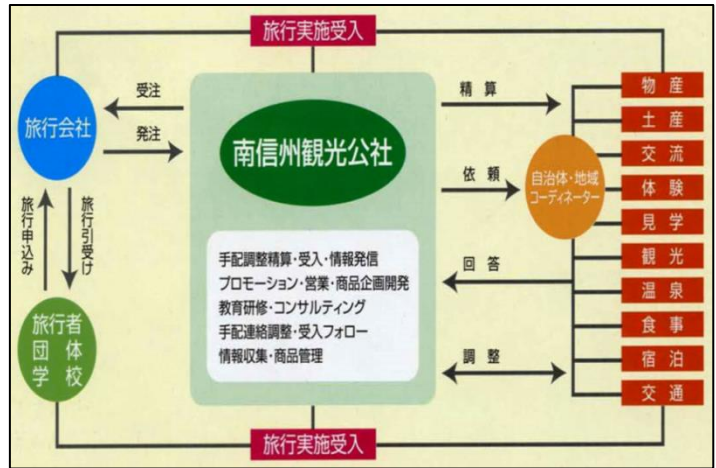 旅行実施受入
旅行会社
受注
発注
旅行申込み
旅行引受け
旅行者
団体
学校
南信州観光公社
手配調整精算・受入・情報発信
プロモーション・営業・商品企画開発
教育研修・コンサルティング
手配連絡調整・受入フォロー
情報収集・商品管理
精算
依頼
回答
調整
自治体・地域
コーディネーター
物産
土産
交流
体験
見学
観光
温泉
食事
宿泊
交通
旅行実施受入